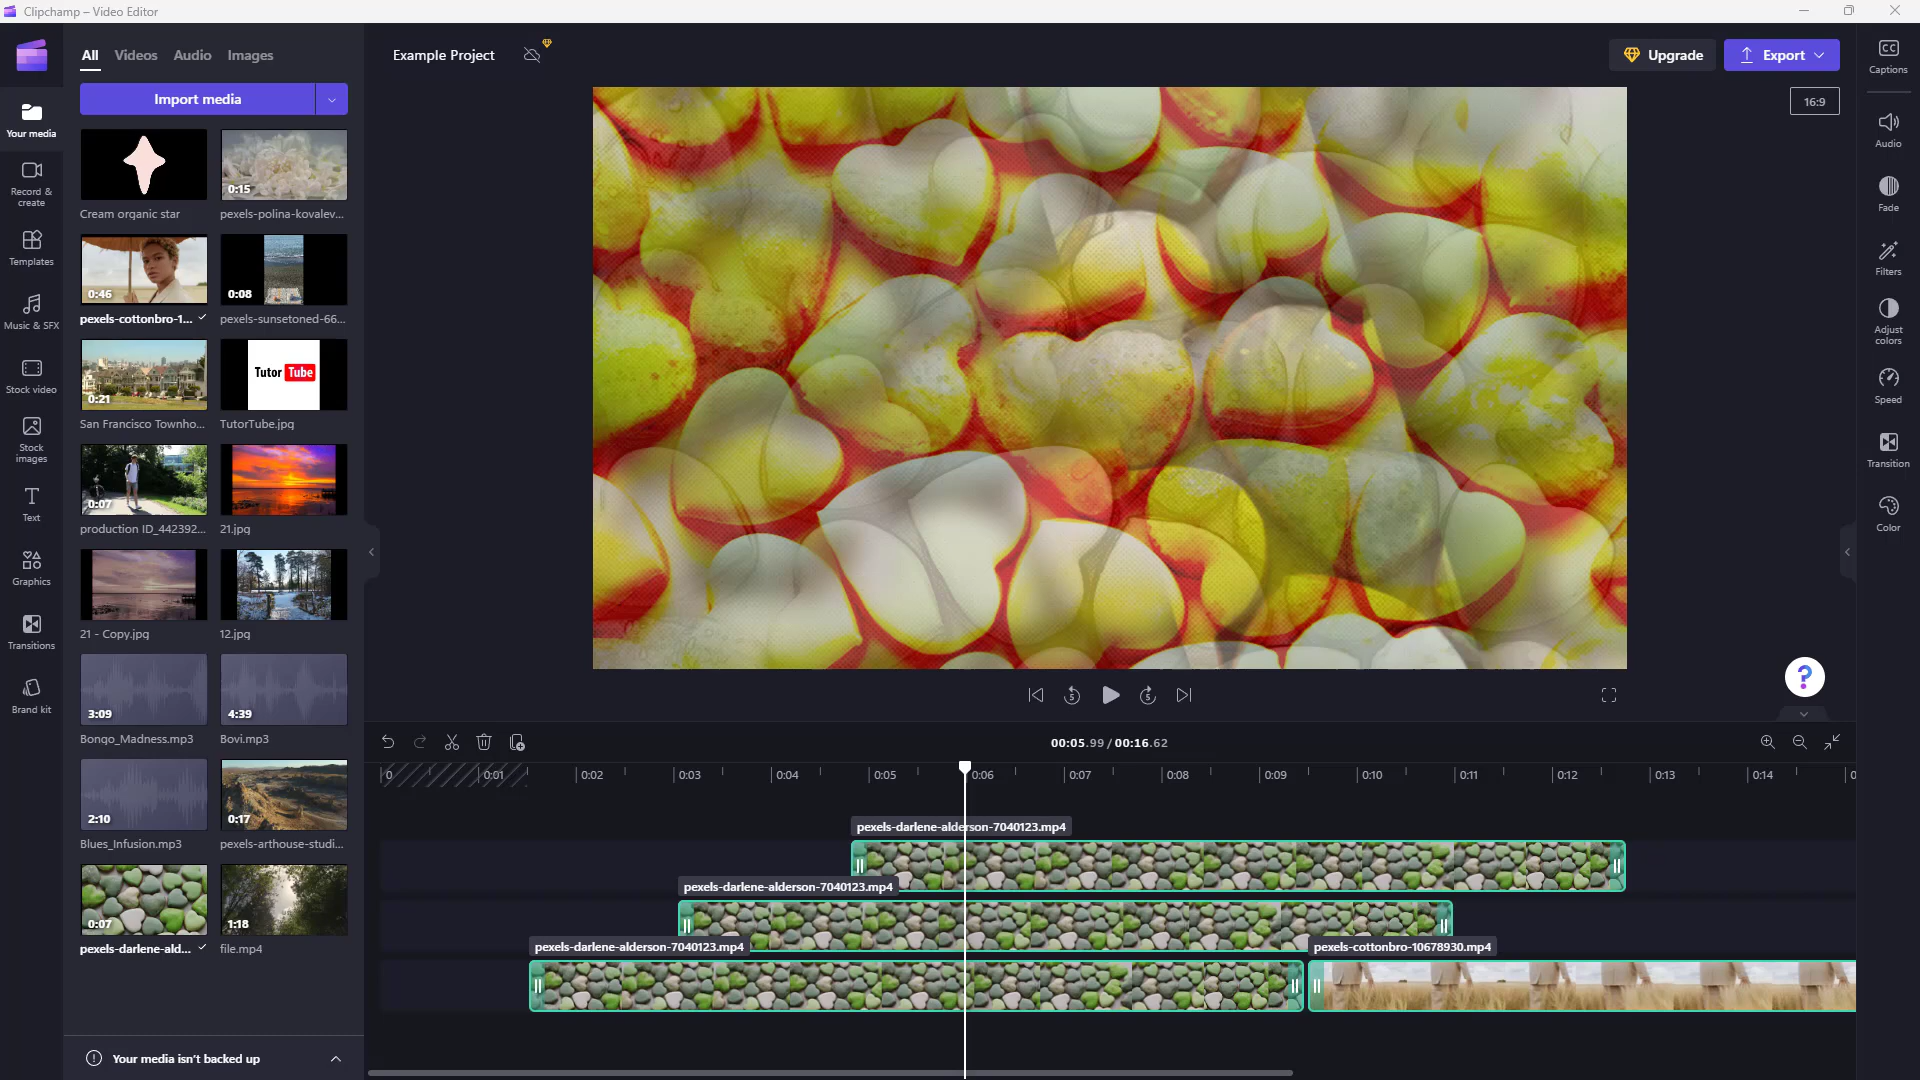 Clipchamp – Video Editor
All Videos Audio Images
Import media
Your media
Record &
create
Templates
Music & SFX
Stock video
Stock
images
Text
Graphics
Transitions
Brand kit
Cream organic star
0:15
pexels-polina-kovalev...
0:46
pexels-cottonbro-1...
0:08
pexels-sunsetoned-66...
0:21
San Francisco Townho...
Tutor Tube
TutorTube.jpg
0:07
production ID_442392...
21.jpg
21 - Copy.jpg
12.jpg
3:09
Bongo_Madness.mp3
4:39
Bovi.mp3
2:10
Blues_Infusion.mp3
0:17
pexels-arthouse-studi...
0:07
pexels-darlene-ald...
1:18
file.mp4
Your media isn't backed up
Example Project
Upgrade
Export
16:9
5
5
?
00:05.99 / 00:16.62
0 0:01 0:02 0:03 0:04 0:05 0:06 0:07 0:08 0:09 0:10 0:11 0:12 0:13 0:14 0
pexels-darlene-alderson-7040123.mp4
pexels-darlene-alderson-7040123.mp4
pexels-darlene-alderson-7040123.mp4
pexels-cottonbro-10678930.mp4
CC
Captions
Audio
Fade
Filters
Adjust
colors
Speed
Transition
Color